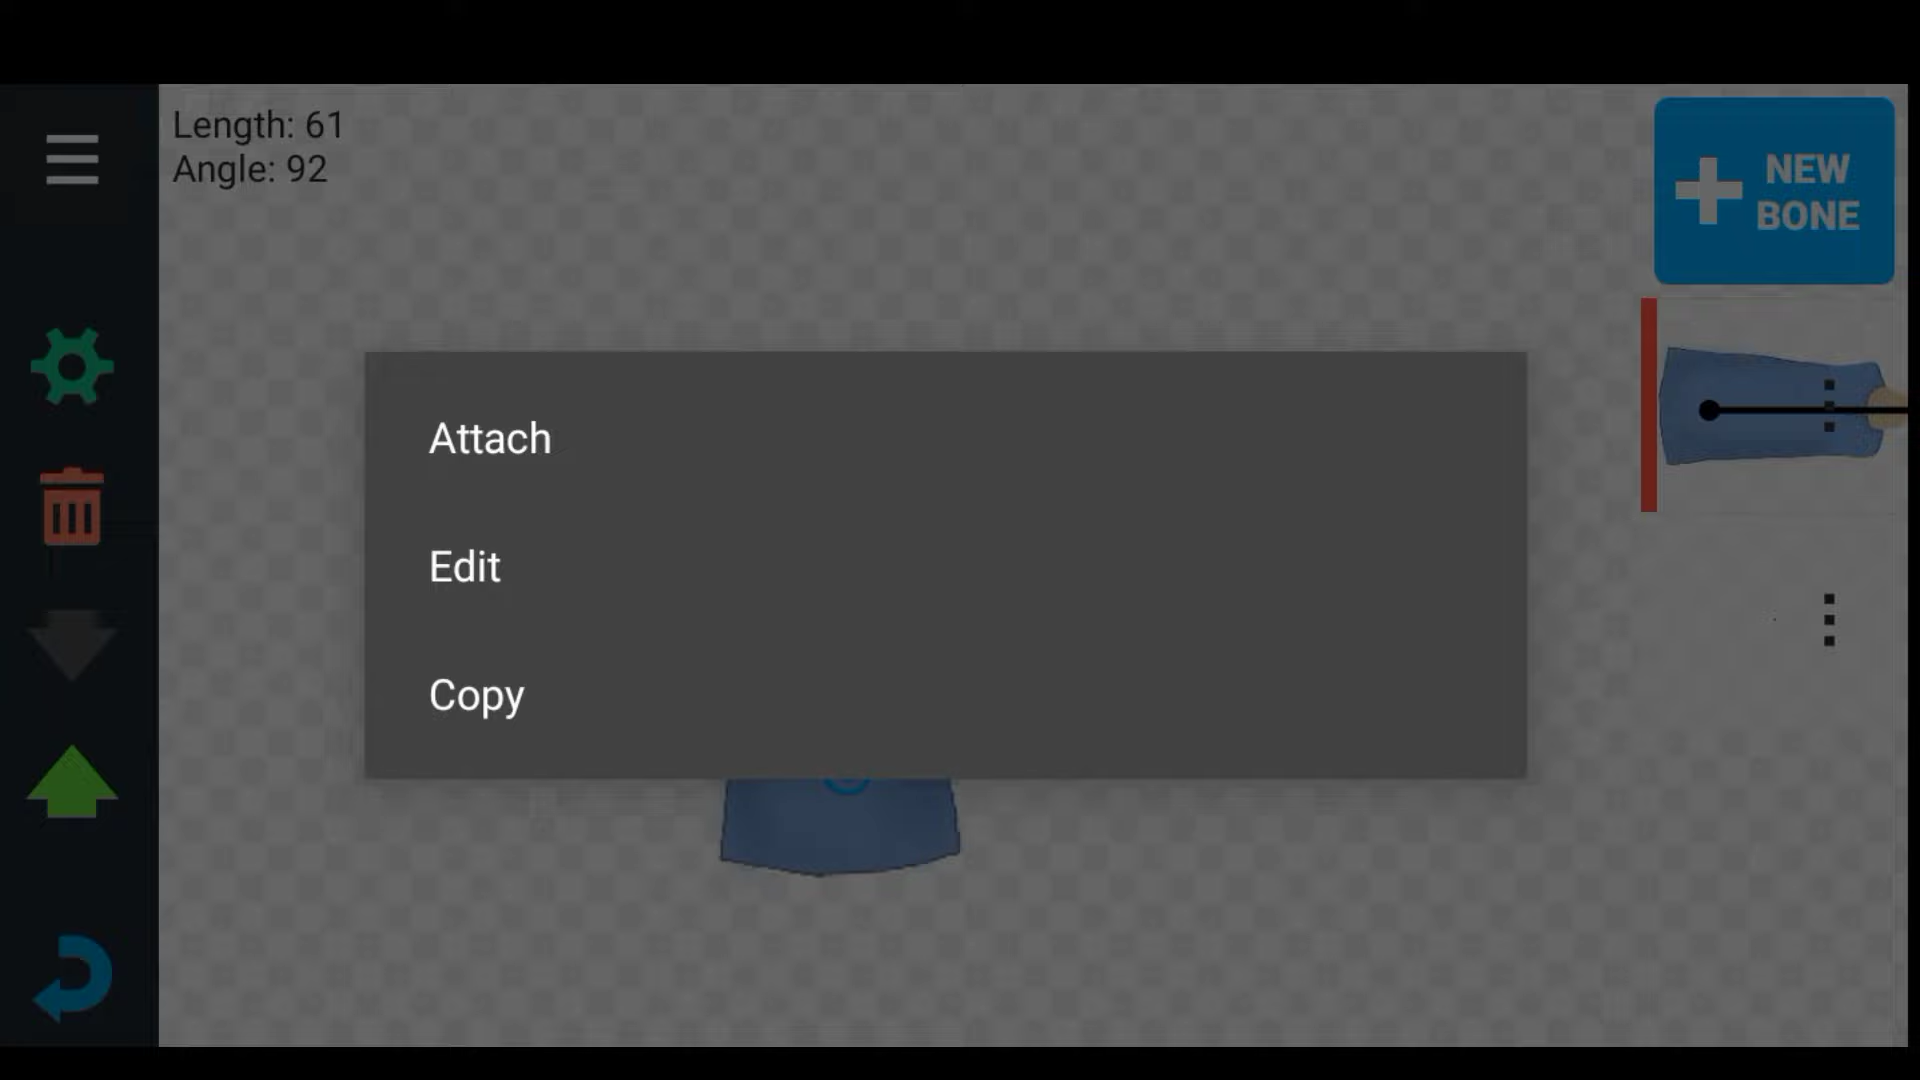 Length: 61
Angle: 92
NEW
BONE
Attach
Edit
Copy